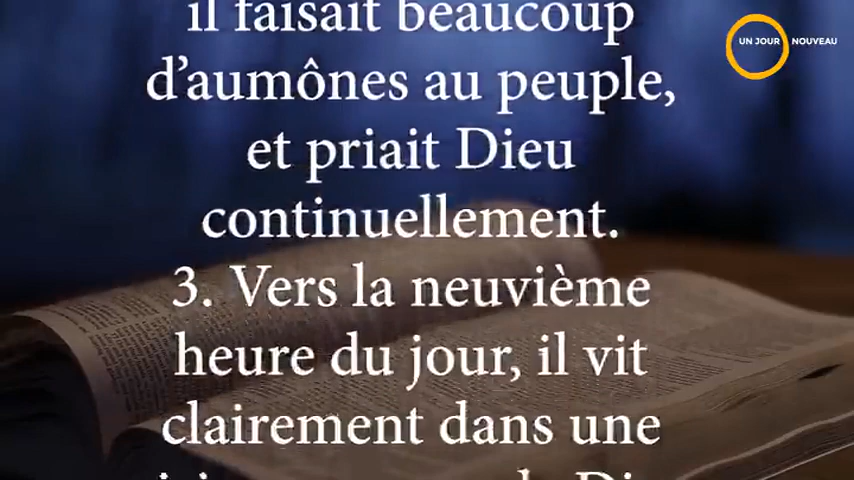 il faisait beaucoup
d’aumônes au peuple,
et priait Dieu
continuellement.
3. Vers la neuvième
heure du jour, il vit
clairement dans une
UN JOUR NOUVEAU